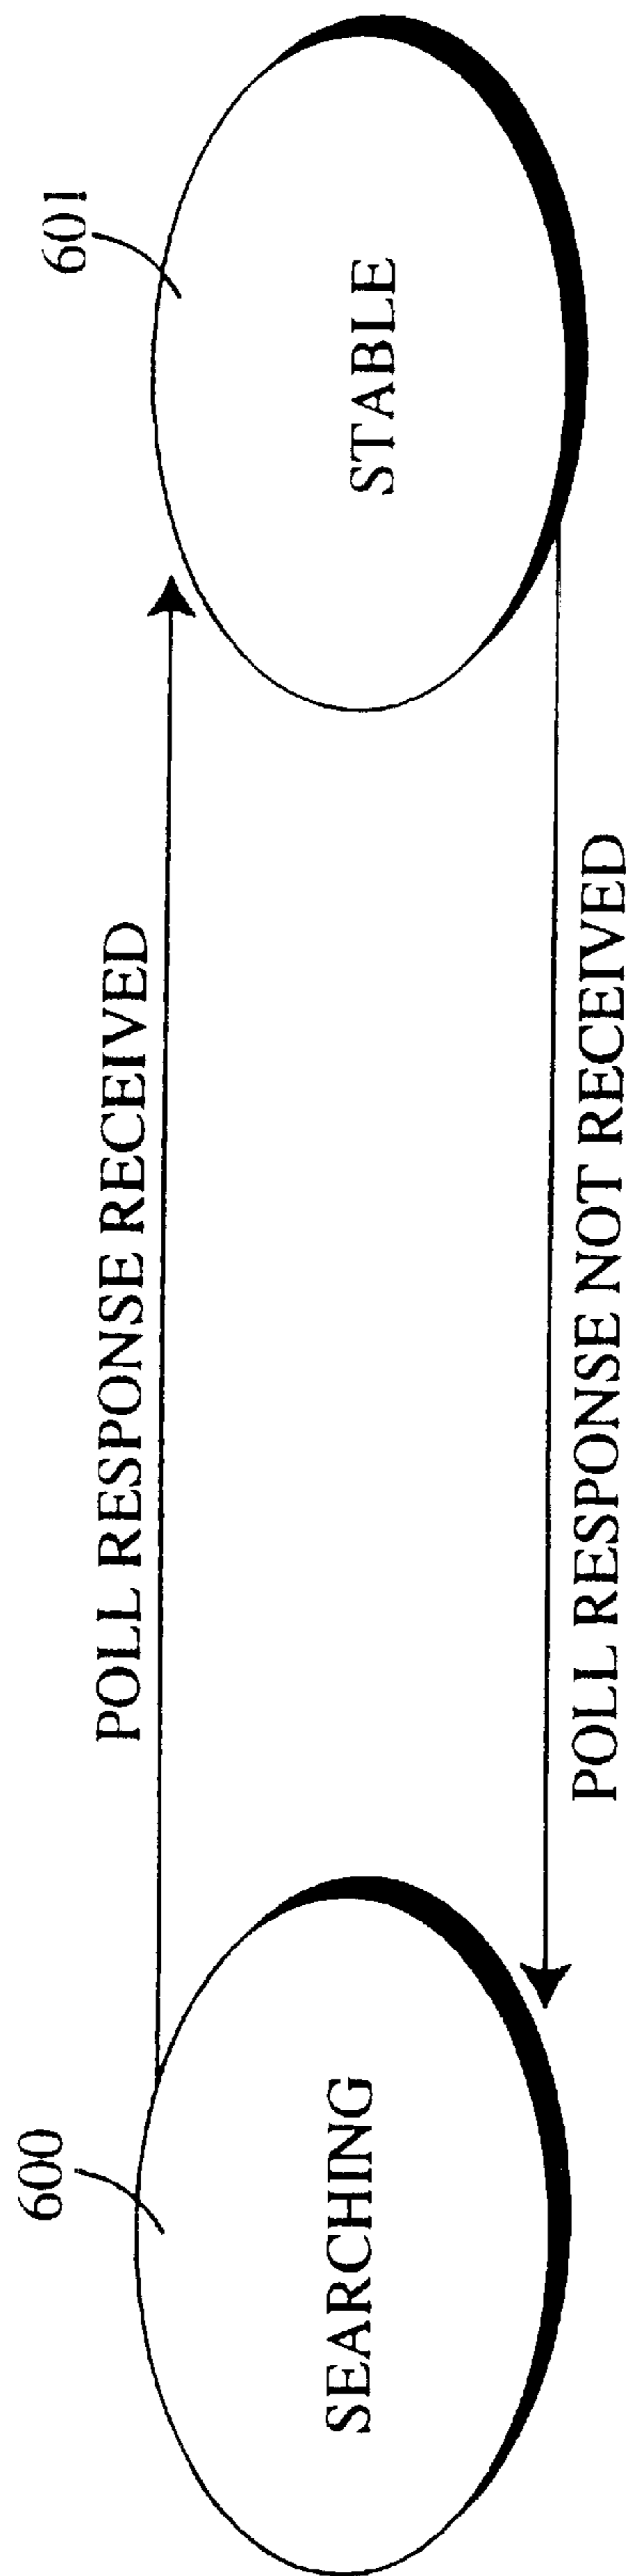 601
POLL RESPONSE RECEIVED
600
STABLE
SEARCHING
POLL RESPONSE NOT RECEIVED